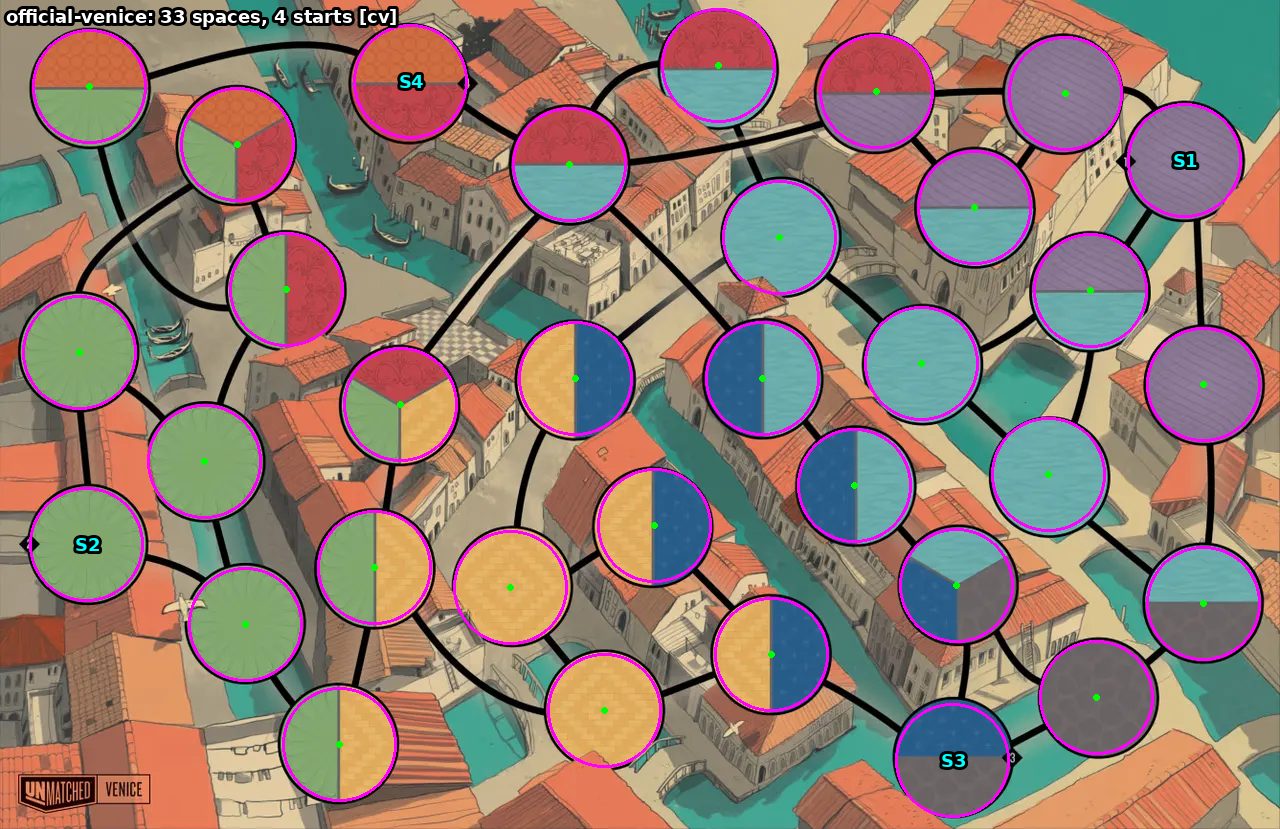 official-venice: 33 spaces, 4 starts [cv]
S4
S1
S2
S3
3
UNMATCHED VENICE